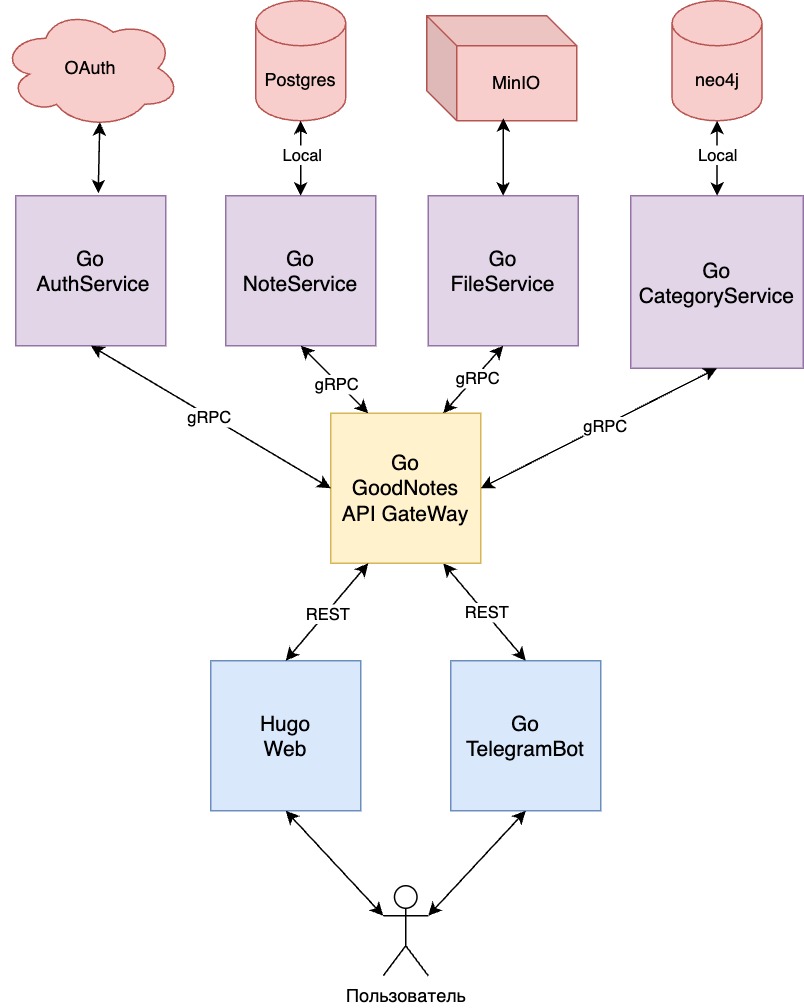 OAuth
Postgres
MinIO
neo4j
Local
Local
Go
AuthService
Go
NoteService
Go
FileService
Go
CategoryService
gRPC
gRPC
gRPC
gRPC
Go
GoodNotes
API GateWay
REST
REST
Hugo
Web
Go
TelegramBot
Пользователь